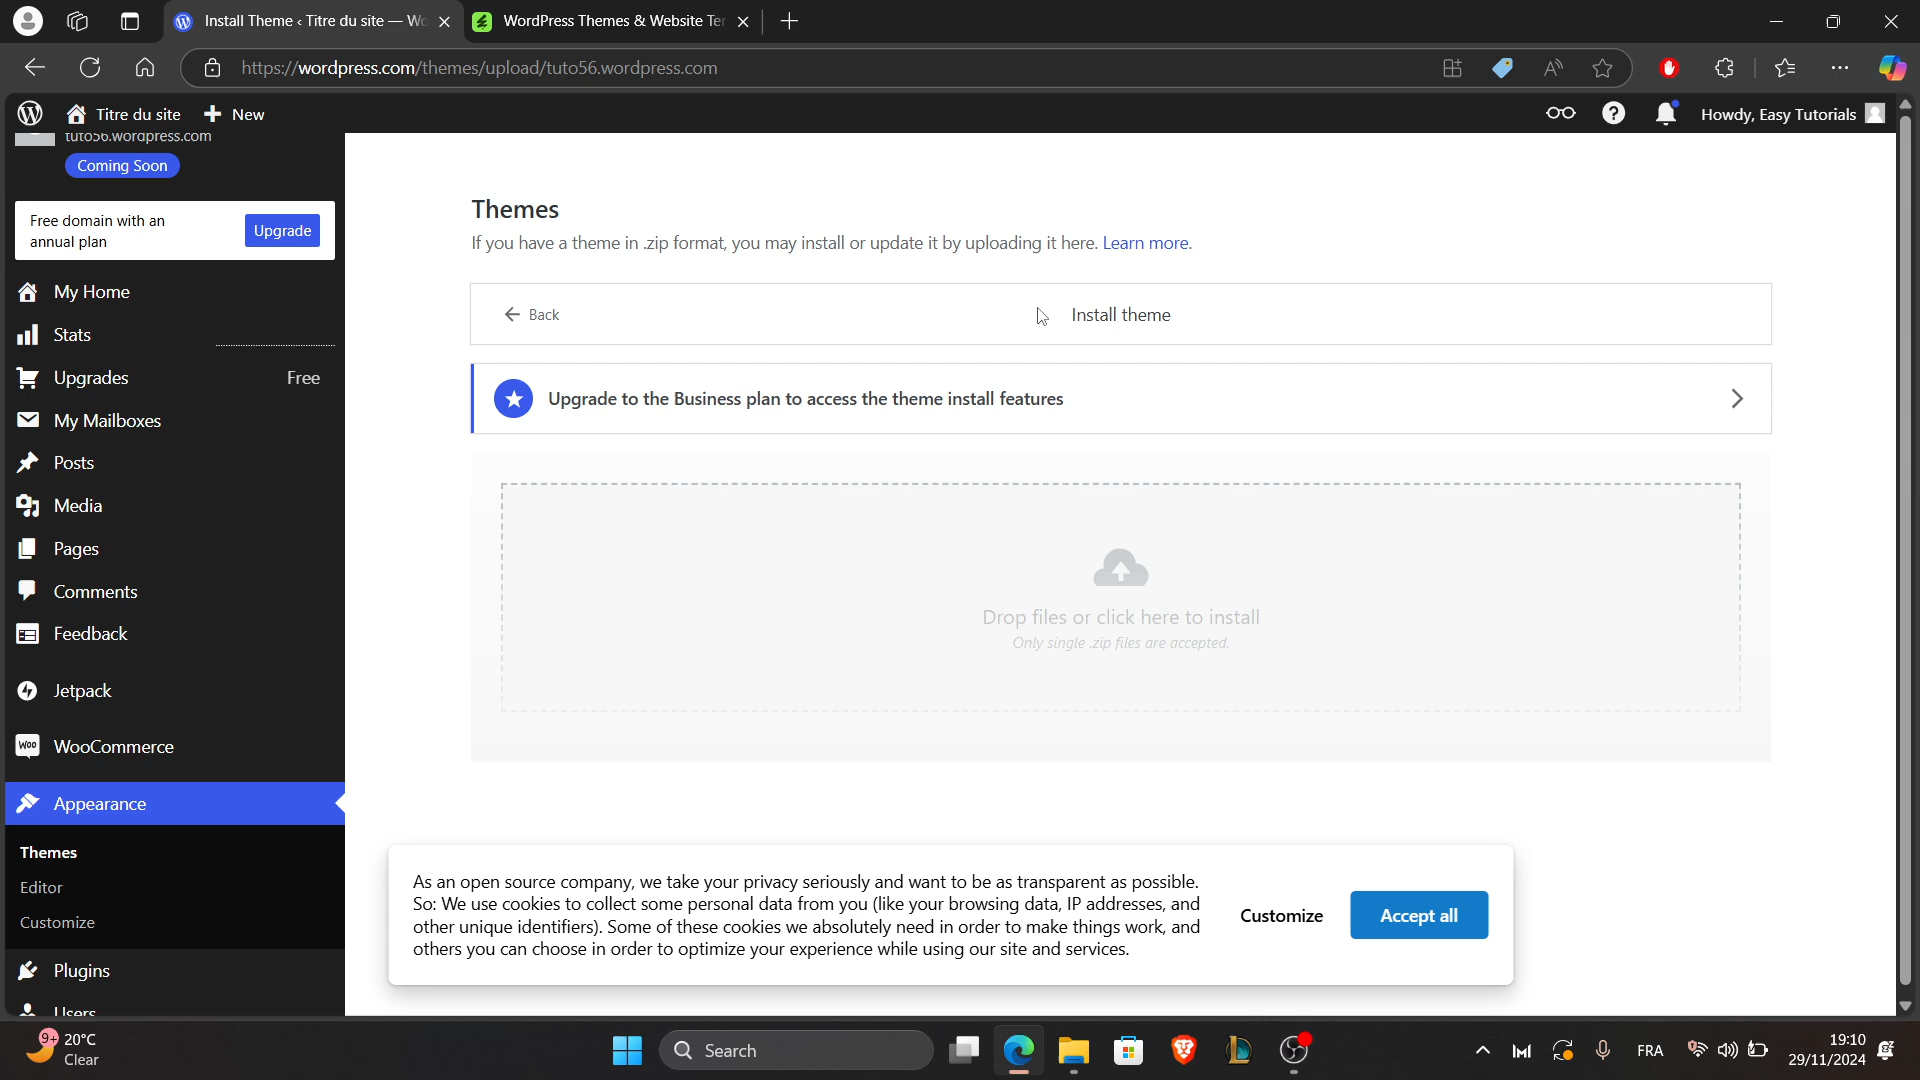 Install Theme ‹ Titre du site — Wo
WordPress Themes & Website Ter
https://wordpress.com/themes/upload/tuto56.wordpress.com
Titre du site
New
Howdy, Easy Tutorials
tuto56.wordpress.com
Coming Soon
Free domain with an
annual plan
Upgrade
My Home
Stats
Upgrades
Free
My Mailboxes
Posts
Media
Pages
Comments
Feedback
Jetpack
Woo
WooCommerce
Appearance
Themes
Editor
Customize
Plugins
Users
Themes
If you have a theme in .zip format, you may install or update it by uploading it here. Learn more.
Back
Install theme
Upgrade to the Business plan to access the theme install features
Drop files or click here to install
Only single .zip files are accepted.
As an open source company, we take your privacy seriously and want to be as transparent as possible.
So: We use cookies to collect some personal data from you (like your browsing data, IP addresses, and
other unique identifiers). Some of these cookies we absolutely need in order to make things work, and
others you can choose in order to optimize your experience while using our site and services.
Customize
Accept all
9+
20°C
Clear
Search
FRA
19:10
29/11/2024